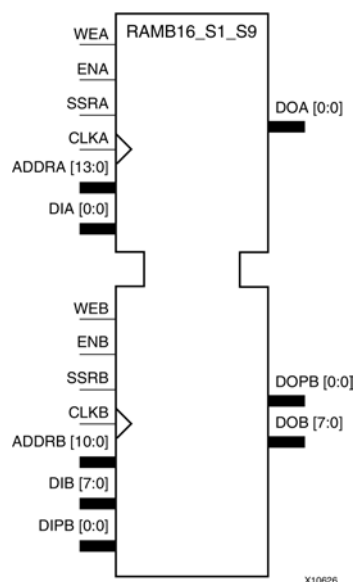 RAMB16_S1_S9
WEA
ENA
SSRA
CLKA
ADDRA [13:0]
DIA [0:0]
DOA [0:0]
WEB
ENB
SSRB
CLKB
ADDRB [10:0]
DIB [7:0]
DIPB [0:0]
DOPB [0:0]
DOB [7:0]
X10626